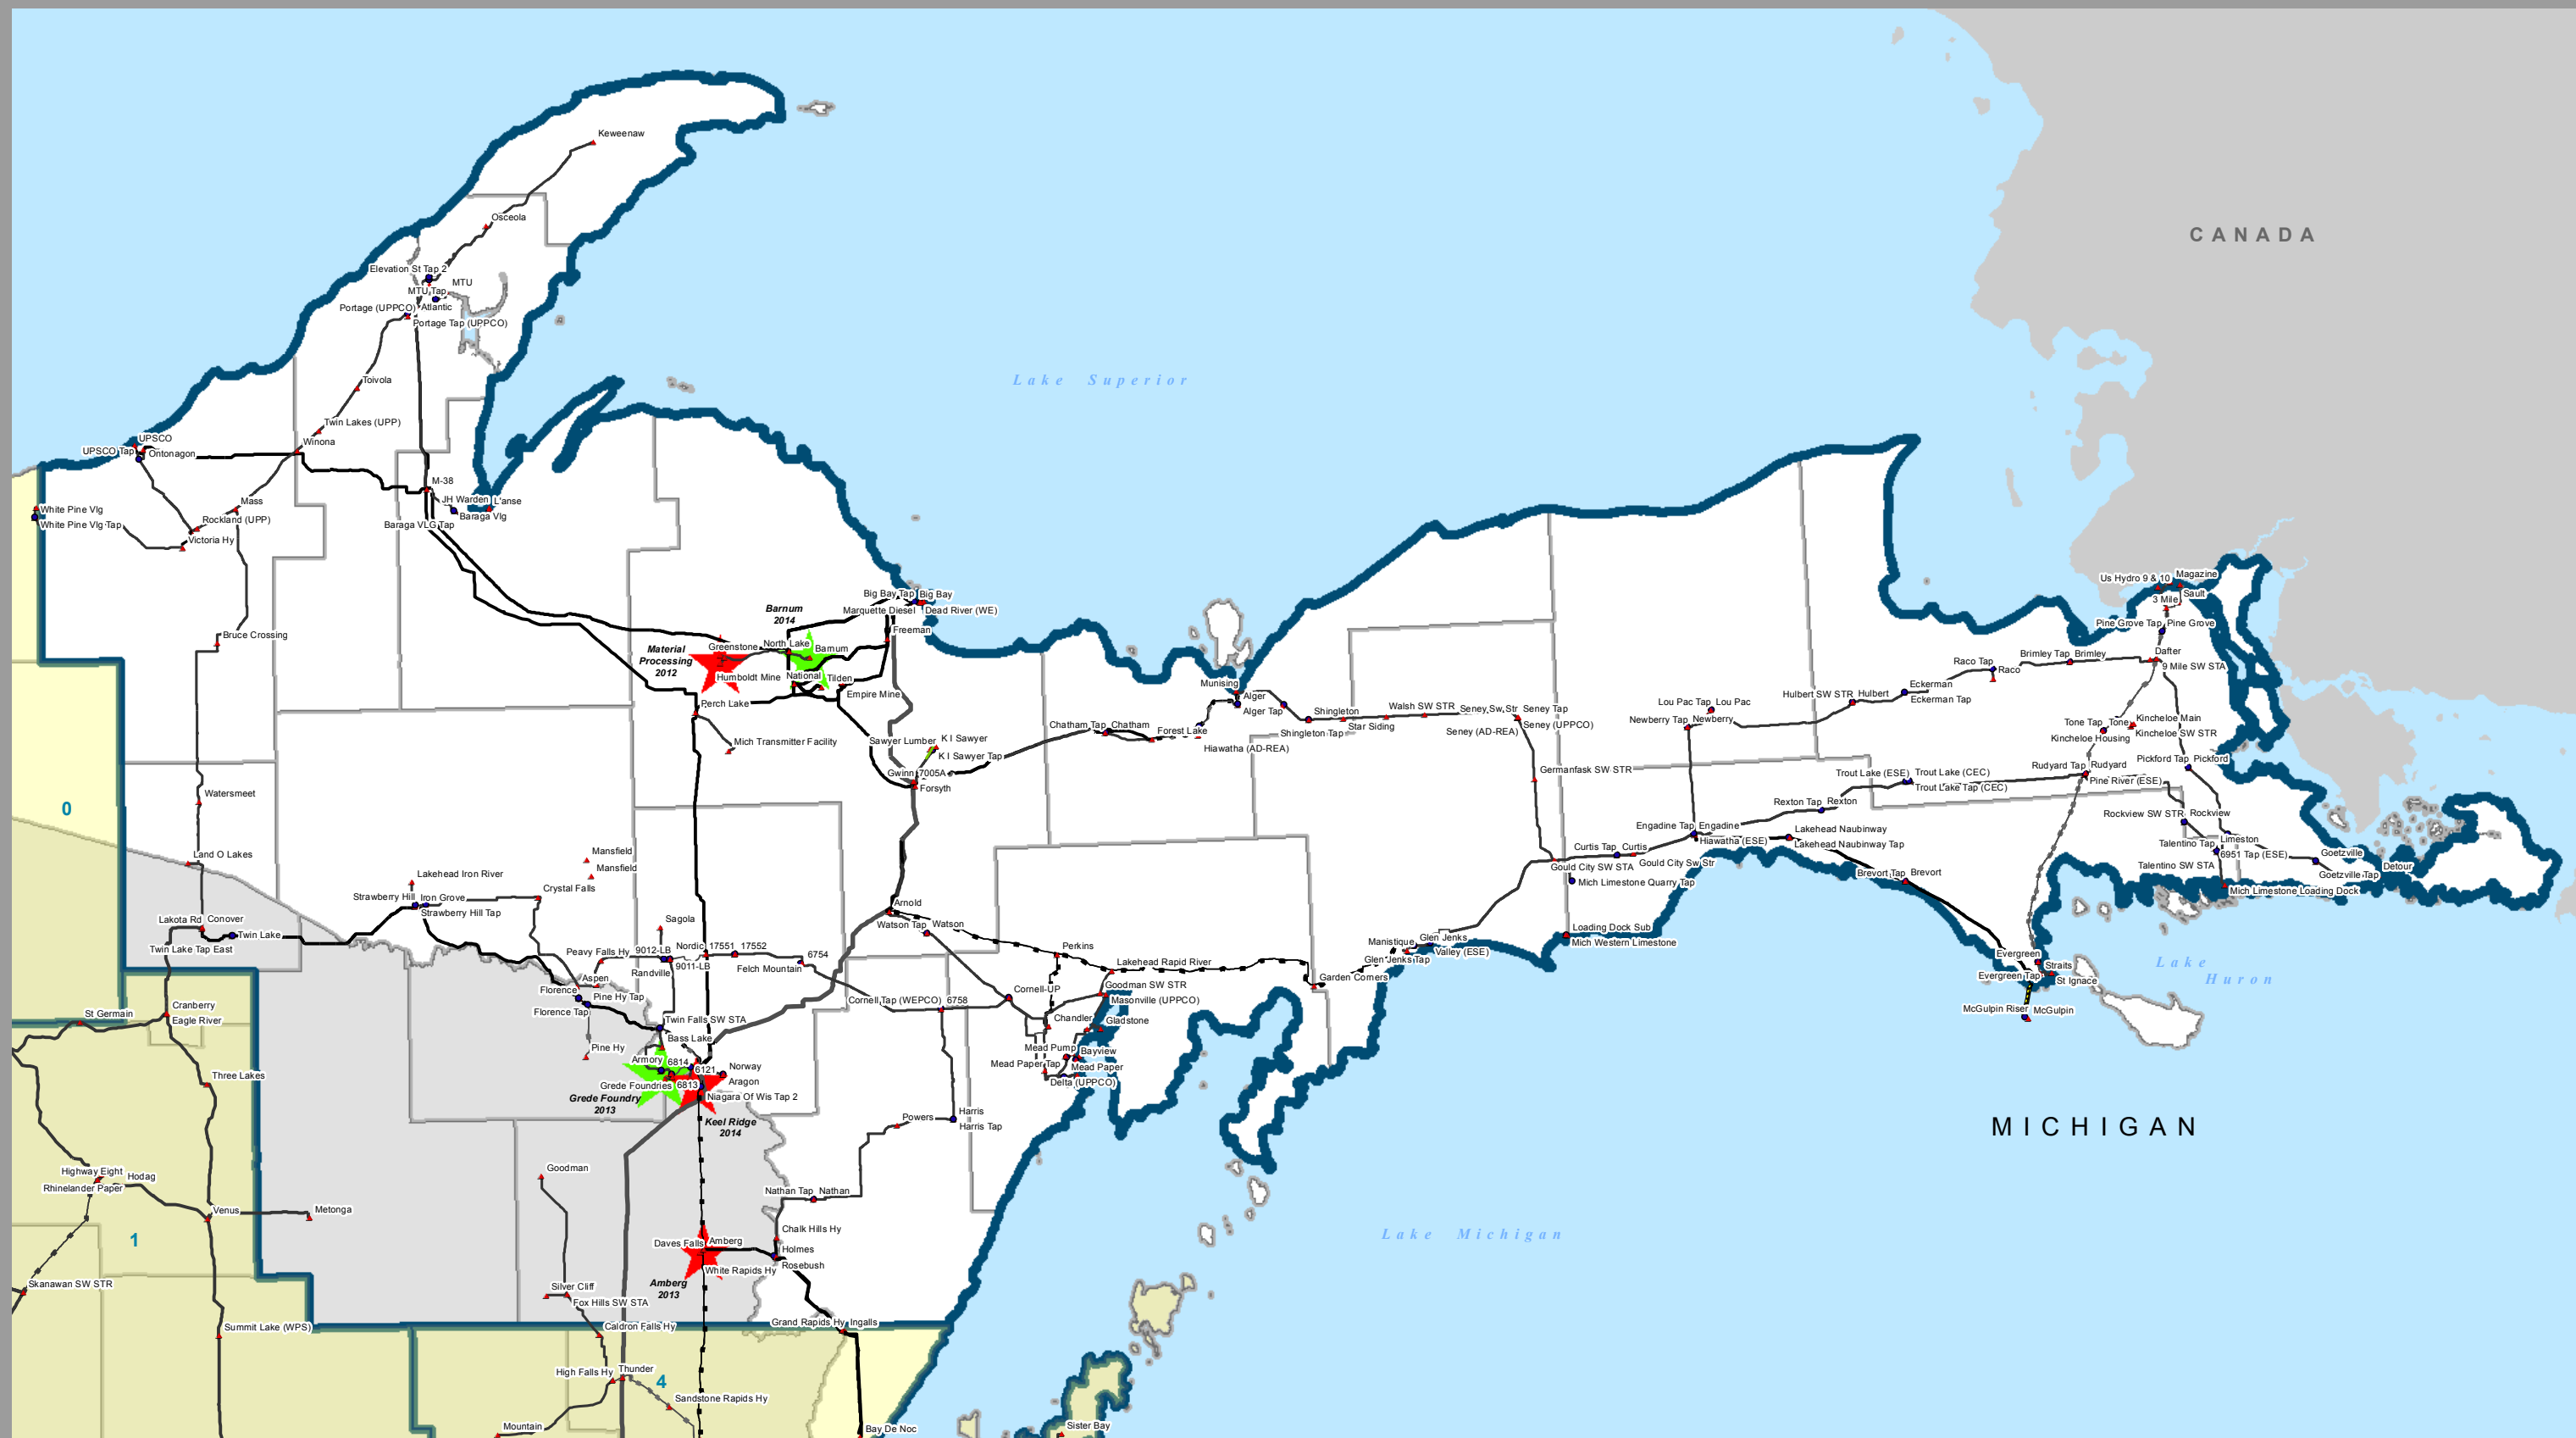 Keweenaw
CANADA
Osceola
Elevation St Tap 2
MTU
MTU Tap
Portage (UPPCO)
Atlantic
Portage Tap (UPPCO)
Lake Superior
Toivola
Twin Lakes (UPP)
UPSCO
Winona
UPSCO Tap
Ontonagon
M-38
JH Warden
L'anse
Mass
White Pine Vlg
Baraga Vlg
Rockland (UPP)
White Pine Vlg Tap
Baraga VLG Tap
Victoria Hy
Us Hydro 9 & 10
Magazine
Big Bay Tap
Big Bay
3 Mile
Sault
Barnum
2014
Marquette Diesel
Dead River (WE)
Pine Grove Tap
Pine Grove
Bruce Crossing
Freeman
Material
Processing
2012
Greenstone
North Lake
Barnum
Brimley Tap
Brimley
Dafter
Raco Tap
Raco
9 Mile SW STA
Humboldt Mine
National
Tilden
Munising
Eckerman
Empire Mine
Alger
Hulbert SW STR
Hulbert
Eckerman Tap
Perch Lake
Alger Tap
Shingleton
Walsh SW STR
Seney Sw Str
Seney Tap
Lou Pac Tap
Lou Pac
Chatham Tap
Chatham
Forest Lake
Star Siding
Seney (UPPCO)
Newberry Tap
Newberry
Tone Tap
Tone
Kincheloe Main
Shingleton Tap
Seney (AD-REA)
Kincheloe SW STR
Mich Transmitter Facility
Sawyer Lumber
K I Sawyer
Kincheloe Housing
Hiawatha (AD-REA)
K I Sawyer Tap
Pickford Tap
Pickford
Gwinn
7005A
Germanfask SW STR
Rudyard Tap
Rudyard
Trout Lake (ESE)
Trout Lake (CEC)
Pine River (ESE)
Forsyth
Trout Lake Tap (CEC)
Watersmeet
0
Rexton Tap
Rexton
Rockview SW STR
Rockview
Engadine Tap
Engadine
Lakehead Naubinway
Hiawatha (ESE)
Lakehead Naubinway Tap
Limeston
Talentino Tap
Mansfield
Land O Lakes
Curtis Tap
Curtis
6951 Tap (ESE)
Goetzville
Gould City Sw Str
Gould City SW STA
Talentino SW STA
Detour
Mansfield
Goetzville Tap
Lakehead Iron River
Brevort Tap
Brevort
Mich Limestone Quarry Tap
Crystal Falls
Mich Limestone Loading Dock
Strawberry Hill
Iron Grove
Arnold
Strawberry Hill Tap
Lakota Rd
Conover
Sagola
Watson Tap
Watson
Loading Dock Sub
Twin Lake
Glen Jenks
Manistique
Mich Western Limestone
Twin Lake Tap East
Peavy Falls Hy
9012-LB
Nordic
17551
17552
6754
Perkins
Valley (ESE)
Evergreen
Lakehead Rapid River
Glen Jenks Tap
Straits
9011-LB
Felch Mountain
Randville
Lake
Huron
Aspen
Garden Corners
Evergreen Tap
St Ignace
Florence
Pine Hy Tap
Cornell-UP
Goodman SW STR
Cranberry
Cornell Tap (WEPCO)
6758
Masonville (UPPCO)
Florence Tap
McGulpin Riser
McGulpin
St Germain
Eagle River
Twin Falls SW STA
Chandler
Gladstone
Bass Lake
Pine Hy
Mead Pump
Bayview
Armory
6814
6121
Norway
Mead Paper Tap
Mead Paper
Three Lakes
Grede Foundries
6813
Aragon
Delta (UPPCO)
Grede Foundry
2013
Niagara Of Wis Tap 2
Keel Ridge
2014
Powers
Harris
Harris Tap
MICHIGAN
Goodman
Highway Eight
Hodag
Rhinelander Paper
Nathan Tap
Nathan
Venus
Metonga
Chalk Hills Hy
1
Daves Falls
Amberg
Holmes
Lake Michigan
White Rapids Hy
Rosebush
Amberg
2013
Skanawan SW STR
Silver Cliff
Fox Hills SW STA
Summit Lake (WPS)
Caldron Falls Hy
Grand Rapids Hy
Ingalls
High Falls Hy
Thunder
4
Sandstone Rapids Hy
Mountain
Bay De Noc
Sister Bay